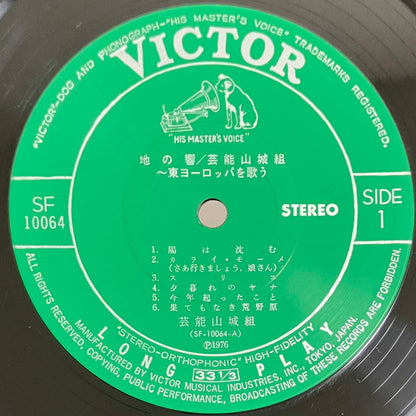 "VICTOR"-DOG AND PHONOGRAPH-"HIS MASTER'S VOICE" TRADEMARKS REGISTERED.
VICTOR
"HIS MASTER'S VOICE"
地の響/芸能山城組
〜東ヨーロッパを歌う
SF
10064
STEREO
SIDE
1
1. 陽は沈む
2. カライ・モーメ
(さあ行きましょう,娘さん)
4. 夕暮れのヤナ
5. 今年起ったこと
6. 果てもなき荒野原
芸能山城組
(SF-10064-A)
Ⓟ1976
"STEREO-ORTHOPHONIC" HIGH-FIDELITY
LONG 33 1/3 PLAY
MANUFACTURED BY VICTOR MUSICAL INDUSTRIES, INC., TOKYO, JAPAN.
ALL RIGHTS RESERVED, COPYING, PUBLIC PERFORMANCE, BROADCASTING OF THESE RECORDS FORBIDDEN.